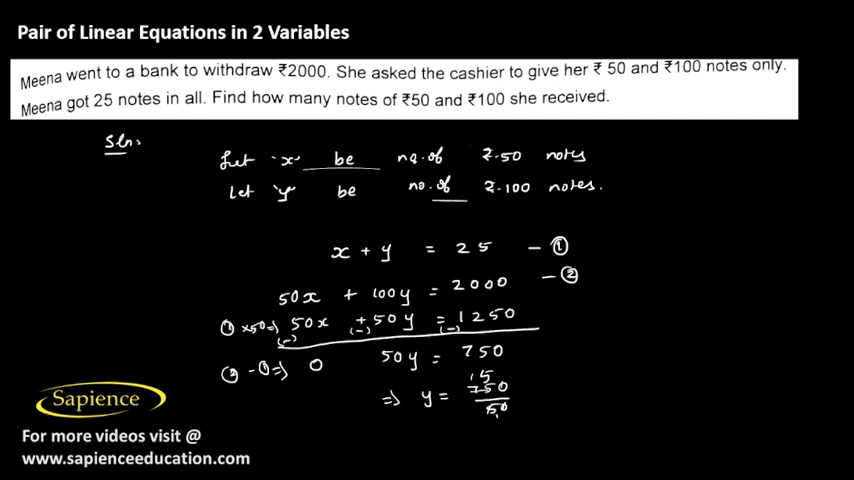 Pair of Linear Equations in 2 Variables
Meena went to a bank to withdraw ₹2000. She asked the cashier to give her ₹ 50 and ₹100 notes only.
Meena got 25 notes in all. Find how many notes of ₹50 and ₹100 she received.
Sln:
Let 'x' be no.of ₹.50 notes
Let 'y' be no.of ₹.100 notes.
x + y = 25 — ①
50x + 100y = 2000 — ②
① x50 ⇒ 50x + 50y = 1250
(-) (-) (-)
② - ① ⇒ 0 50y = 750
15
⇒ y = 750
50
Sapience
For more videos visit @
www.sapienceeducation.com